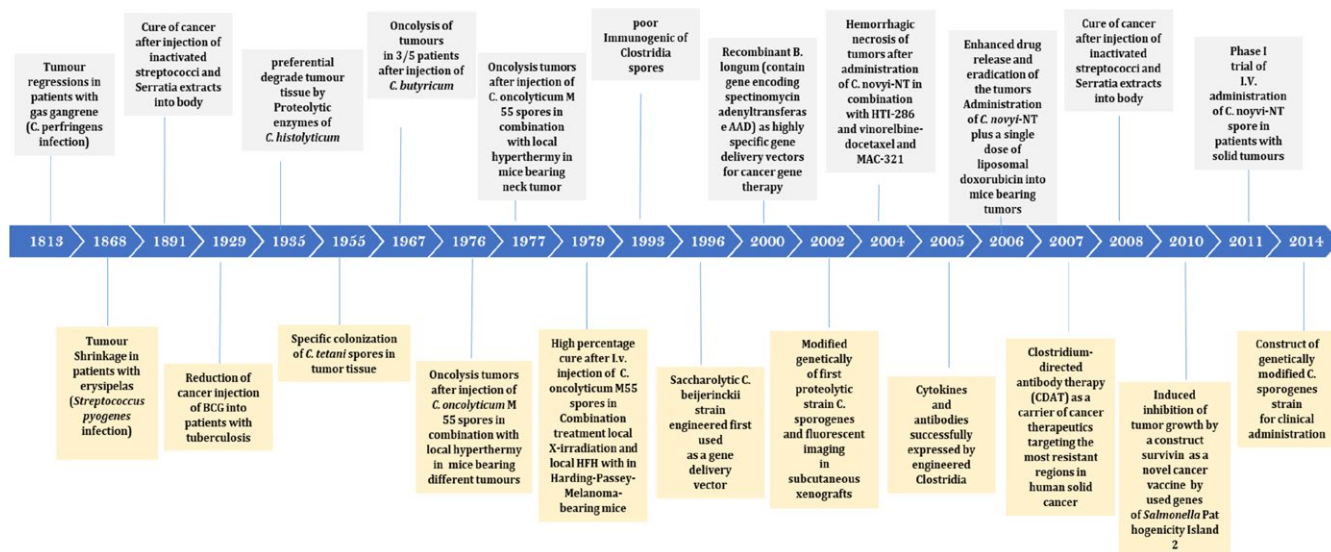 Tumour
regressions in
patients with
gas gangrene
(C. perfringens
infection)
Cure of cancer
after injection of
inactivated
streptococci and
Serratia extracts
into body
preferential
degrade tumour
tissue by
Proteolytic
enzymes of
C. histolyticum
Oncolysis of
tumours
in 3/5 patients
after injection of
C. butyricum
Oncolysis tumors
after injection of
C. oncolyticum M
55 spores in
combination
with local
hyperthermy in
mice bearing
neck tumor
poor
Immunogenic of
Clostridia
spores
Recombinant B.
longum (contain
gene encoding
spectinomycin
adenyltransferas
e AAD) as highly
specific gene
delivery vectors
for cancer gene
therapy
Hemorrhagic
necrosis of
tumors after
administration
of C. novyi-NT in
combination
with HTI-286
and vinorelbine-
docetaxel and
MAC-321
Enhanced drug
release and
eradication of
the tumors
Administration
of C. novyi-NT
plus a single
dose of
liposomal
doxorubicin into
mice bearing
tumors
Cure of cancer
after injection of
inactivated
streptococci and
Serratia extracts
into body
Phase I
trial of
I.V.
administration
of C. novyi-NT
spore in
patients with
solid tumours
1813 1868 1891 1929 1935 1955 1967 1976 1977 1979 1993 1996 2000 2002 2004 2005 2006 2007 2008 2010 2011 2014
Tumour
Shrinkage in
patients with
erysipelas
(Streptococcus
pyogenes
infection)
Reduction of
cancer injection
of BCG into
patients with
tuberculosis
Specific colonization
of C. tetani spores in
tumor tissue
Oncolysis tumors
after injection of
C. oncolyticum M
55 spores in
combination with
local hyperthermy
in mice bearing
different tumours
High percentage
cure after I.v.
injection of C.
oncolyticum M55
spores in
Combination
treatment local
X-irradiation and
local HFH with in
Harding-Passey-
Melanoma-
bearing mice
Saccharolytic C.
beijerinckii
strain
engineered first
used
as a gene
delivery
vector
Modified
genetically
of first
proteolytic
strain C.
sporogenes
and fluorescent
imaging
in
subcutaneous
xenografts
Cytokines
and
antibodies
successfully
expressed by
engineered
Clostridia
Clostridium-
directed
antibody therapy
(CDAT) as a
carrier of cancer
therapeutics
targeting the
most resistant
regions in
human solid
cancer
Induced
inhibition of
tumor growth by
a construct
survivin as a
novel cancer
vaccine by
used genes
of Salmonella Pat
hogenicity Island
2
Construct of
genetically
modified C.
sporogenes
strain for
clinical
administration